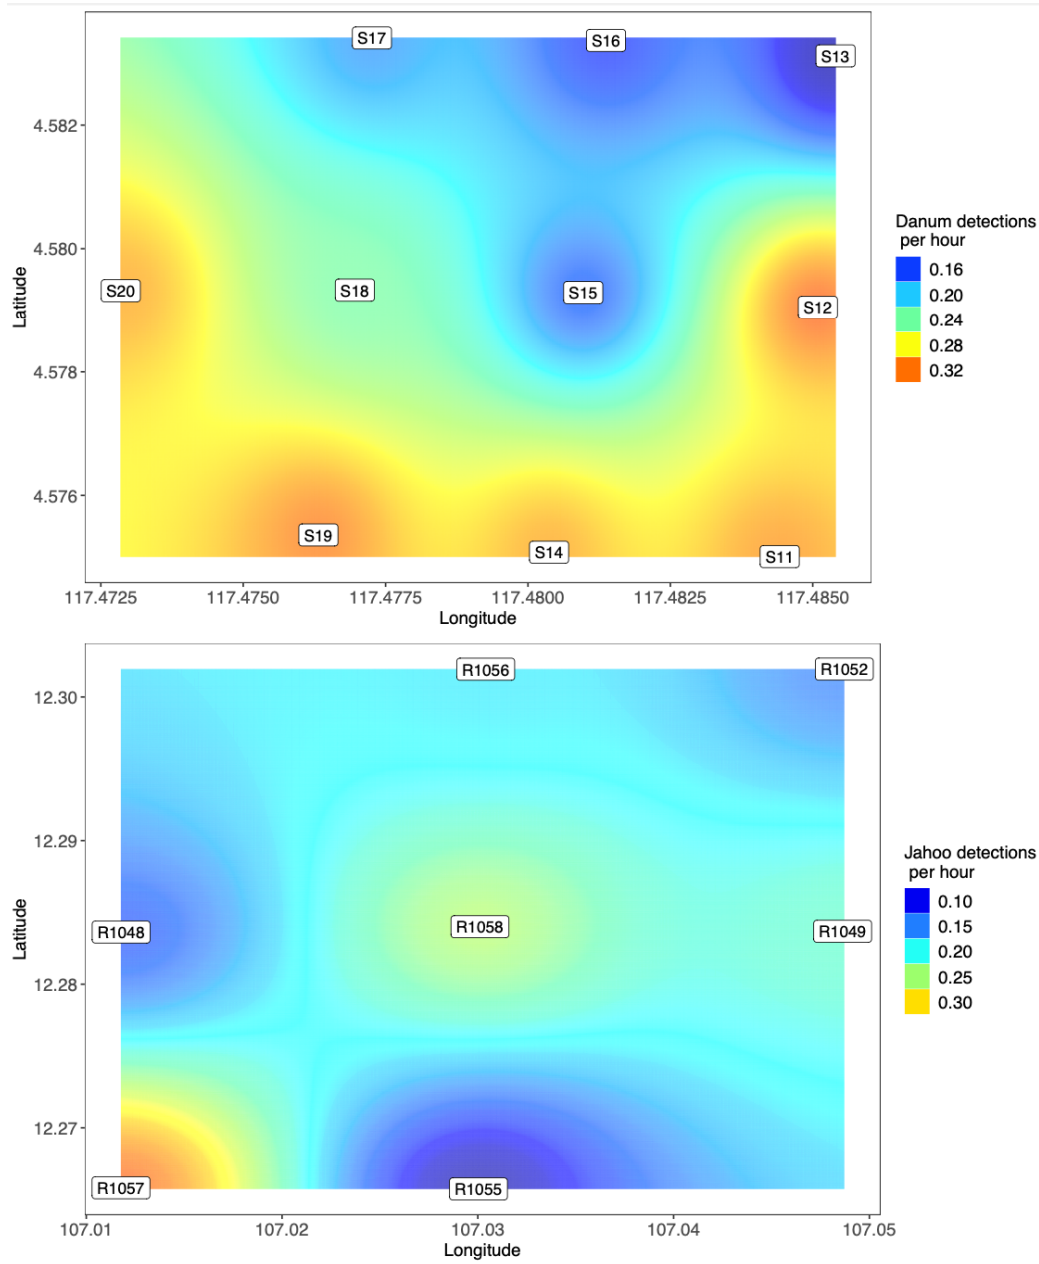 S17
S16
S13
4.582
4.580
S20
S18
S15
S12
4.578
4.576
S19
S14
S11
Latitude
117.4725 117.4750 117.4775 117.4800 117.4825 117.4850
Longitude
Danum detections
per hour
0.16
0.20
0.24
0.28
0.32
R1056
R1052
12.30
12.29
R1048
R1058
R1049
12.28
12.27
R1057
R1055
Latitude
107.01 107.02 107.03 107.04 107.05
Longitude
Jahoo detections
per hour
0.10
0.15
0.20
0.25
0.30